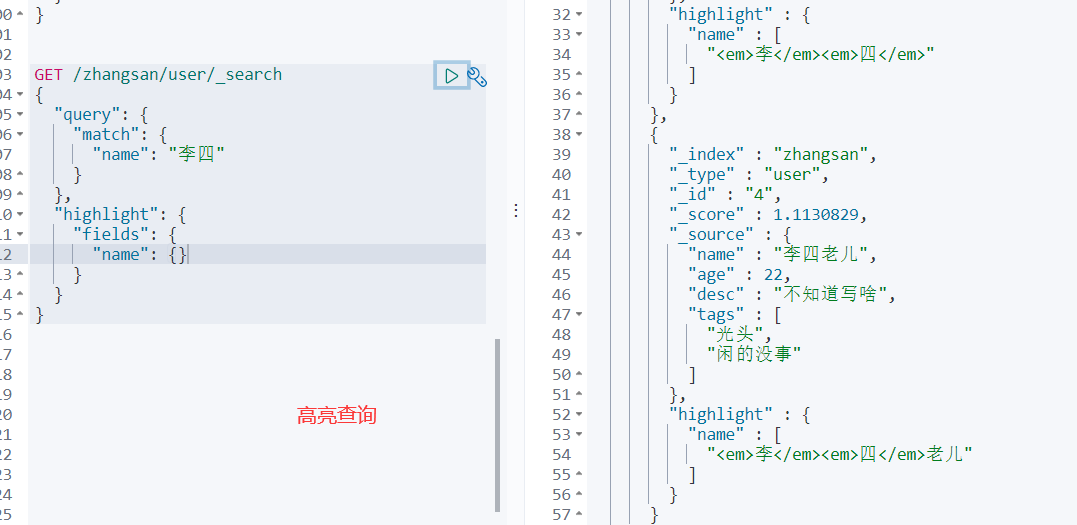 00 }
01
02
03 GET /zhangsan/user/_search
04 {
05 "query": {
06 "match": {
07 "name": "李四"
08 }
09 },
10 "highlight": {
11 "fields": {
12 "name": {}
13 }
14 }
15 }
16
17
18
19
20
21
22
23
24
25
高亮查询
32 "highlight" : {
33 "name" : [
34 "<em>李</em><em>四</em>"
35 ]
36 }
37 },
38 {
39 "_index" : "zhangsan",
40 "_type" : "user",
41 "_id" : "4",
42 "_score" : 1.1130829,
43 "_source" : {
44 "name" : "李四老儿",
45 "age" : 22,
46 "desc" : "不知道写啥",
47 "tags" : [
48 "光头",
49 "闲的没事"
50 ]
51 },
52 "highlight" : {
53 "name" : [
54 "<em>李</em><em>四</em>老儿"
55 ]
56 }
57 }